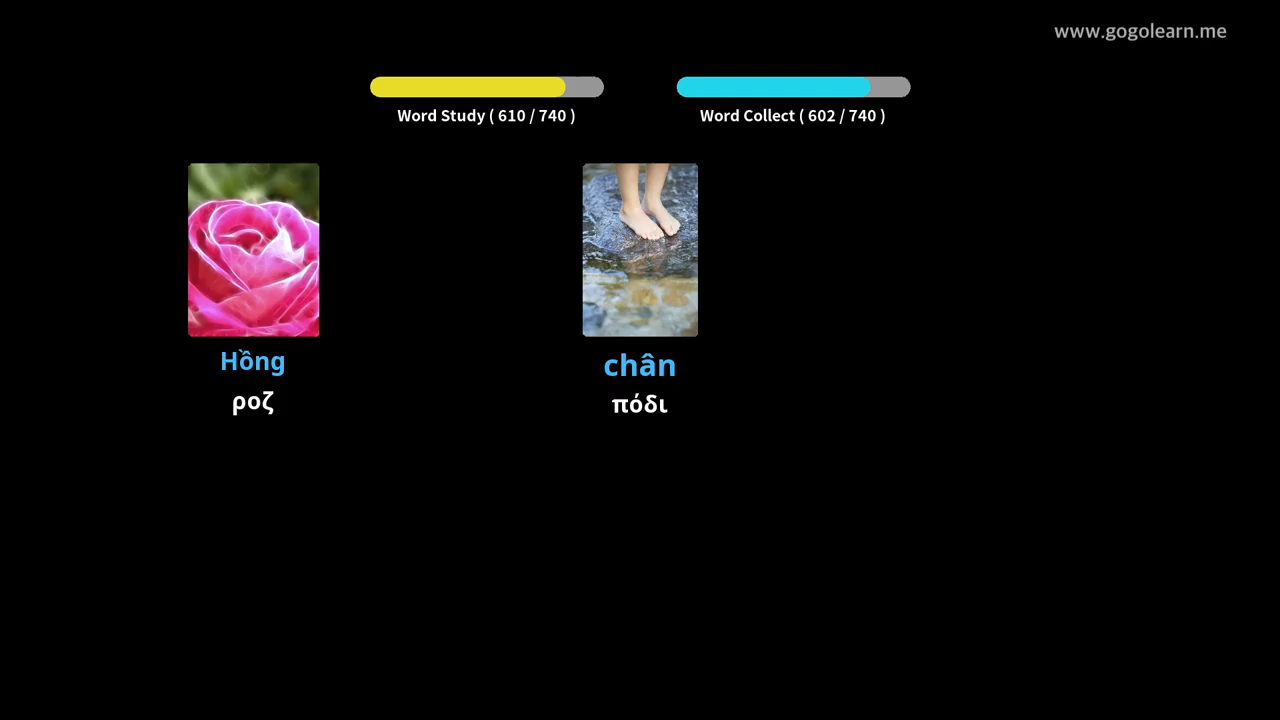 www.gogolearn.me
Word Study ( 610 / 740 )
Word Collect ( 602 / 740 )
Hồng
ροζ
chân
πόδι